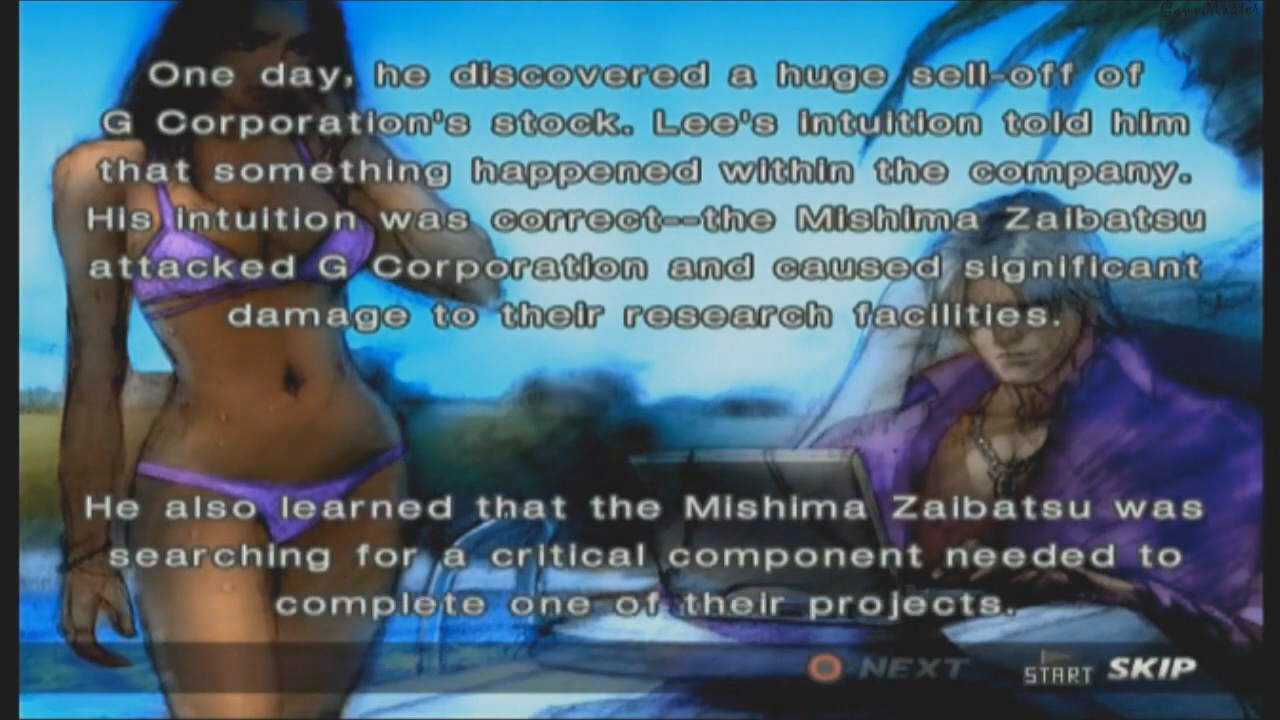 GameMaster
One day, he discovered a huge sell-off of
G Corporation's stock. Lee's intuition told him
that something happened within the company.
His intuition was correct--the Mishima Zaibatsu
attacked G Corporation and caused significant
damage to their research facilities.
He also learned that the Mishima Zaibatsu was
searching for a critical component needed to
complete one of their projects.
NEXT START SKIP